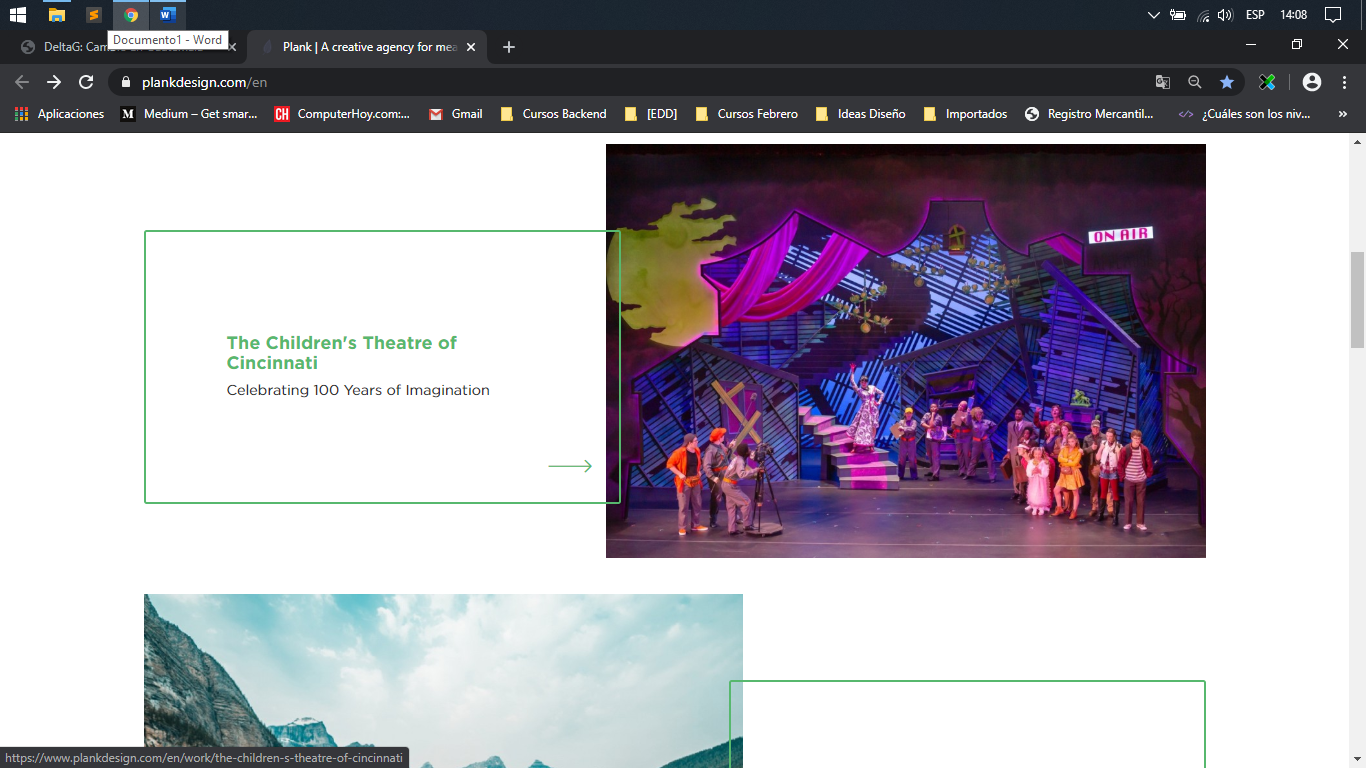 ESP 14:08
Documento1 - Word
DeltaG: Cam
Plank | A creative agency for mea
plankdesign.com/en
Aplicaciones Medium – Get smar... CH ComputerHoy.com:... Gmail Cursos Backend [EDD] Cursos Febrero Ideas Diseño Importados Registro Mercantil... ¿Cuáles son los niv... »
ON AIR
The Children's Theatre of
Cincinnati
Celebrating 100 Years of Imagination
https://www.plankdesign.com/en/work/the-children-s-theatre-of-cincinnati